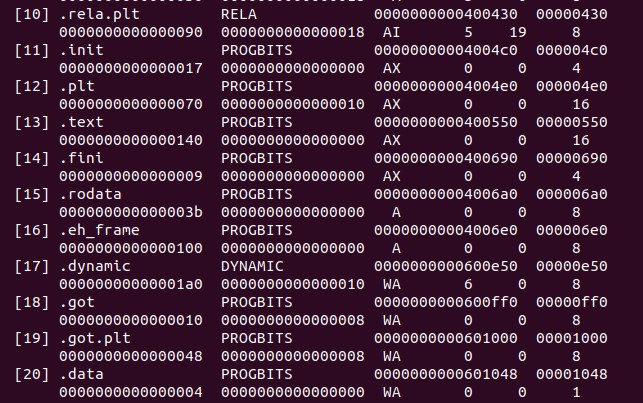 [10] .rela.plt RELA 0000000000400430 00000430
0000000000000090 0000000000000018 AI 5 19 8
[11] .init PROGBITS 00000000004004c0 000004c0
0000000000000017 0000000000000000 AX 0 0 4
[12] .plt PROGBITS 00000000004004e0 000004e0
0000000000000070 0000000000000010 AX 0 0 16
[13] .text PROGBITS 0000000000400550 00000550
0000000000000140 0000000000000000 AX 0 0 16
[14] .fini PROGBITS 0000000000400690 00000690
0000000000000009 0000000000000000 AX 0 0 4
[15] .rodata PROGBITS 00000000004006a0 000006a0
000000000000003b 0000000000000000 A 0 0 8
[16] .eh_frame PROGBITS 00000000004006e0 000006e0
0000000000000100 0000000000000000 A 0 0 8
[17] .dynamic DYNAMIC 0000000000600e50 00000e50
00000000000001a0 0000000000000010 WA 6 0 8
[18] .got PROGBITS 0000000000600ff0 00000ff0
0000000000000010 0000000000000008 WA 0 0 8
[19] .got.plt PROGBITS 0000000000601000 00001000
0000000000000048 0000000000000008 WA 0 0 8
[20] .data PROGBITS 0000000000601048 00001048
0000000000000004 0000000000000000 WA 0 0 1